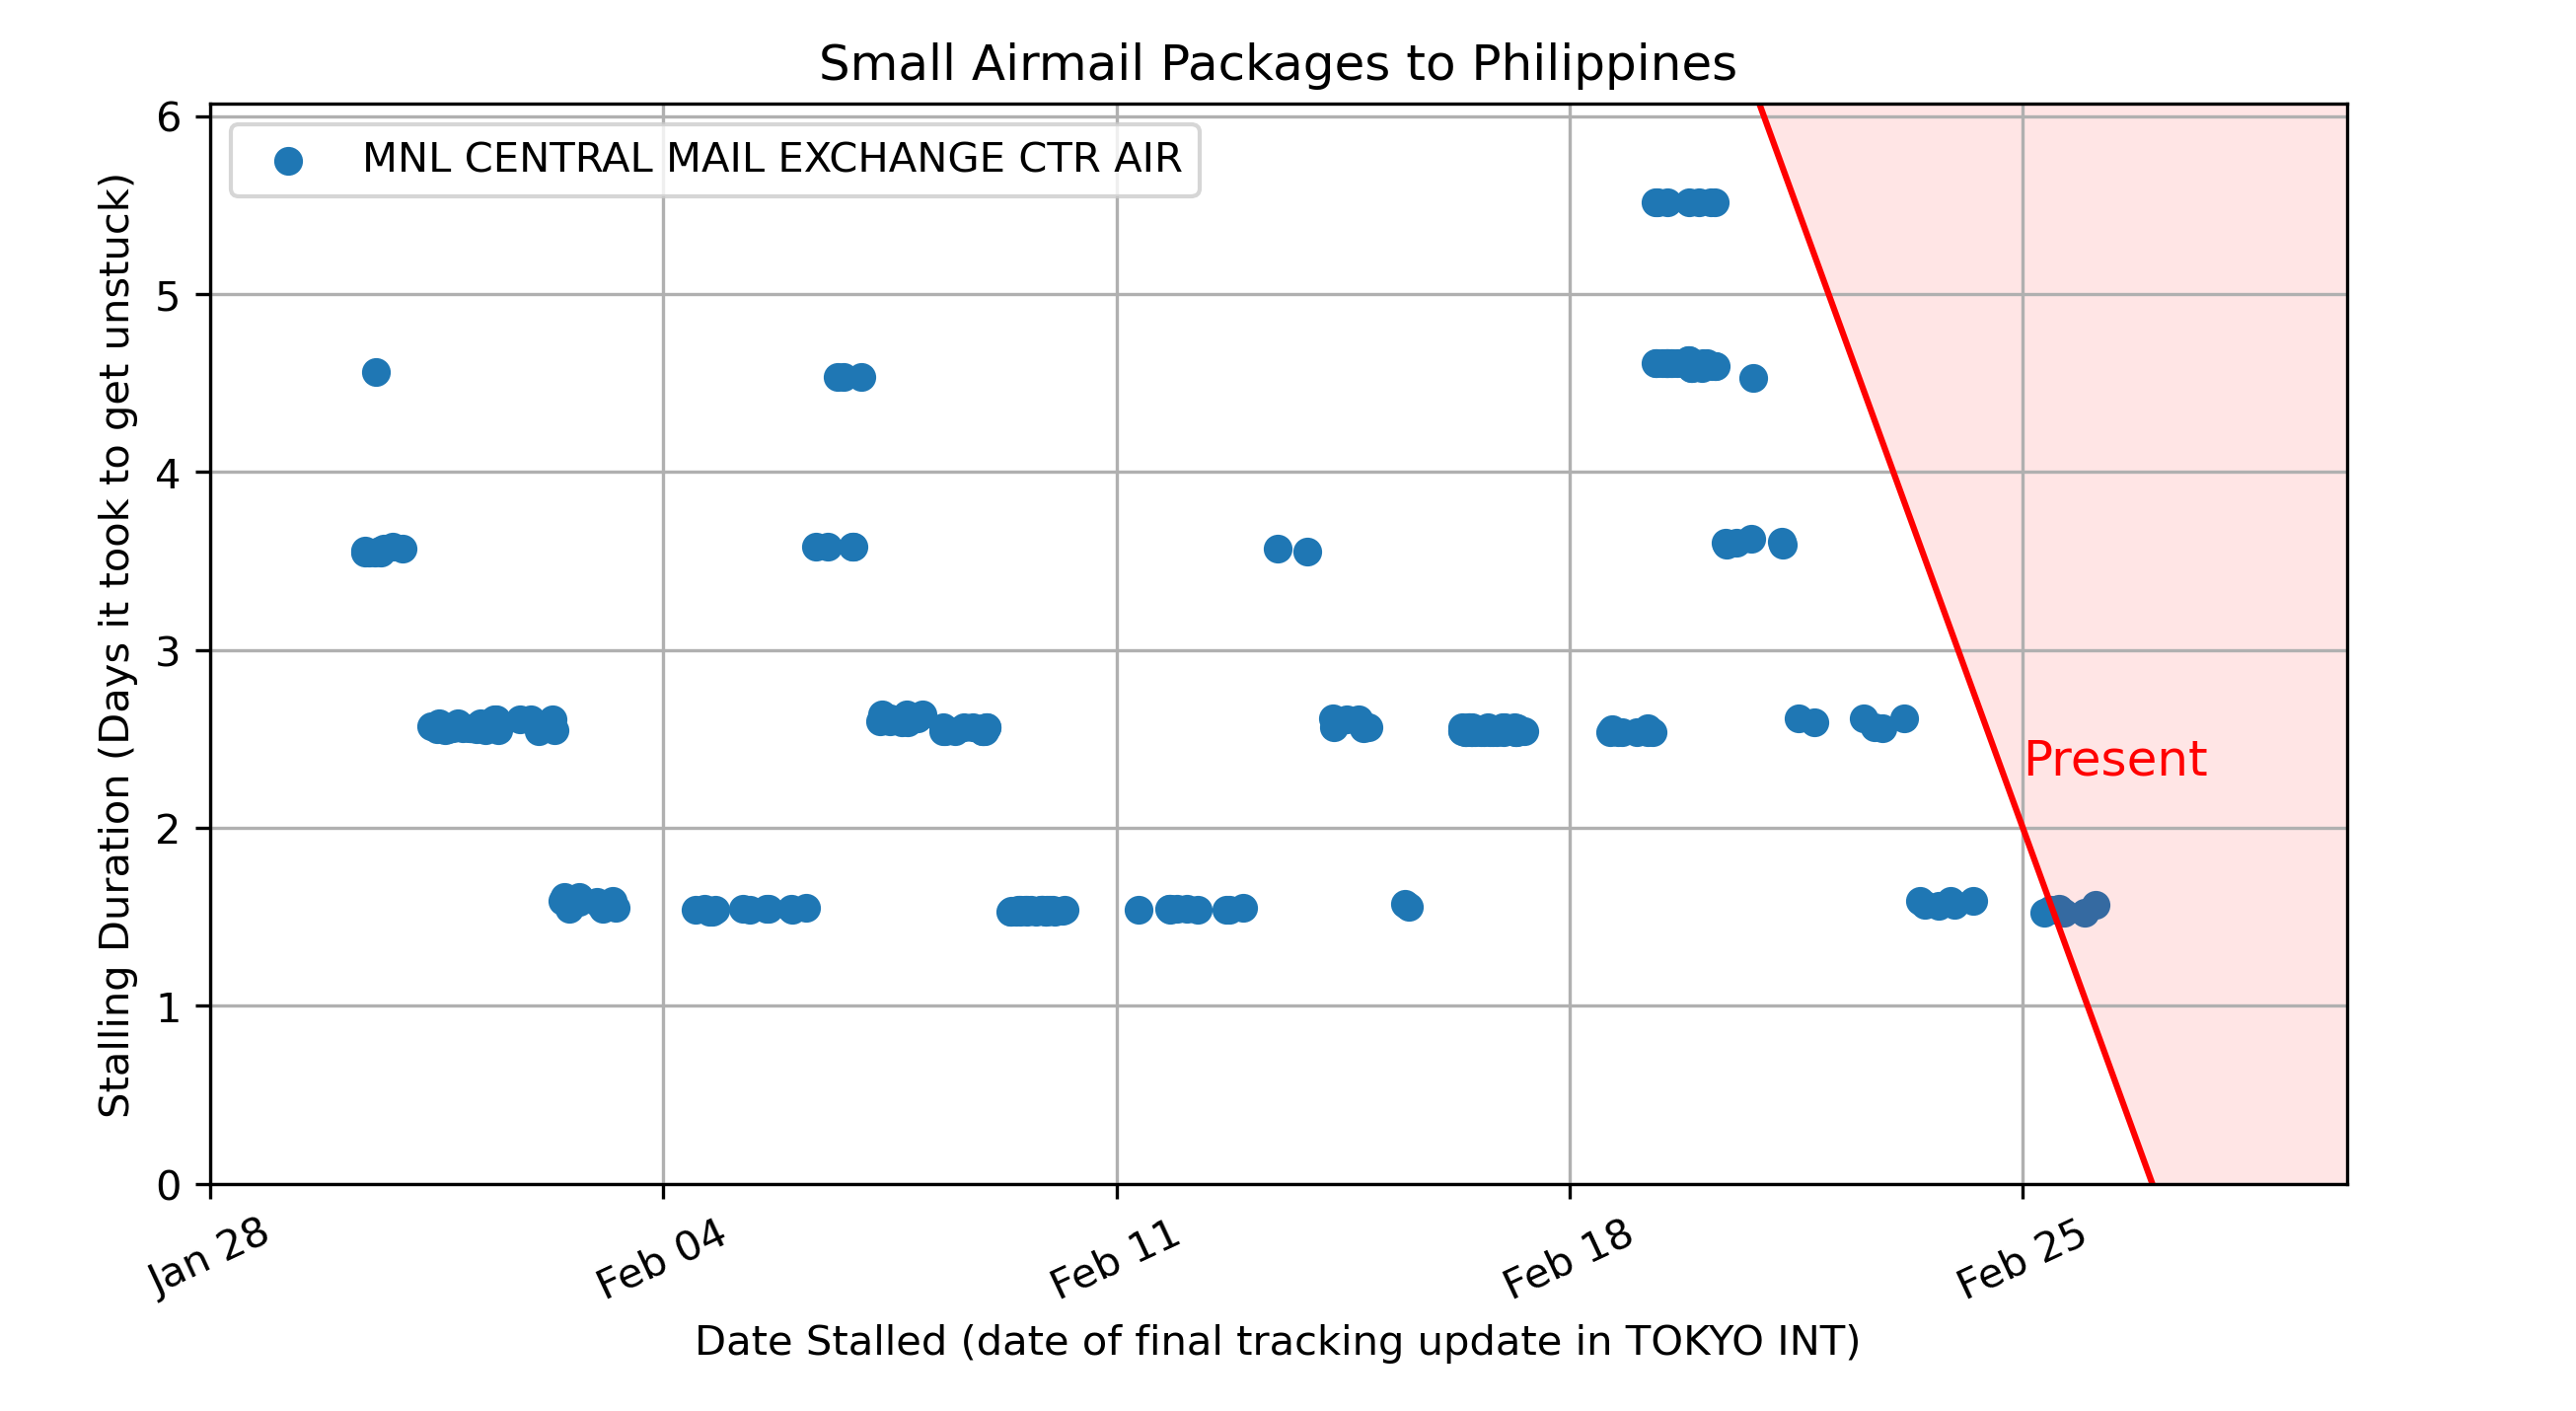 Small Airmail Packages to Philippines
MNL CENTRAL MAIL EXCHANGE CTR AIR
Stalling Duration (Days it took to get unstuck)
6
5
4
3
2
1
0
Present
Jan 28
Feb 04
Feb 11
Feb 18
Feb 25
Date Stalled (date of final tracking update in TOKYO INT)